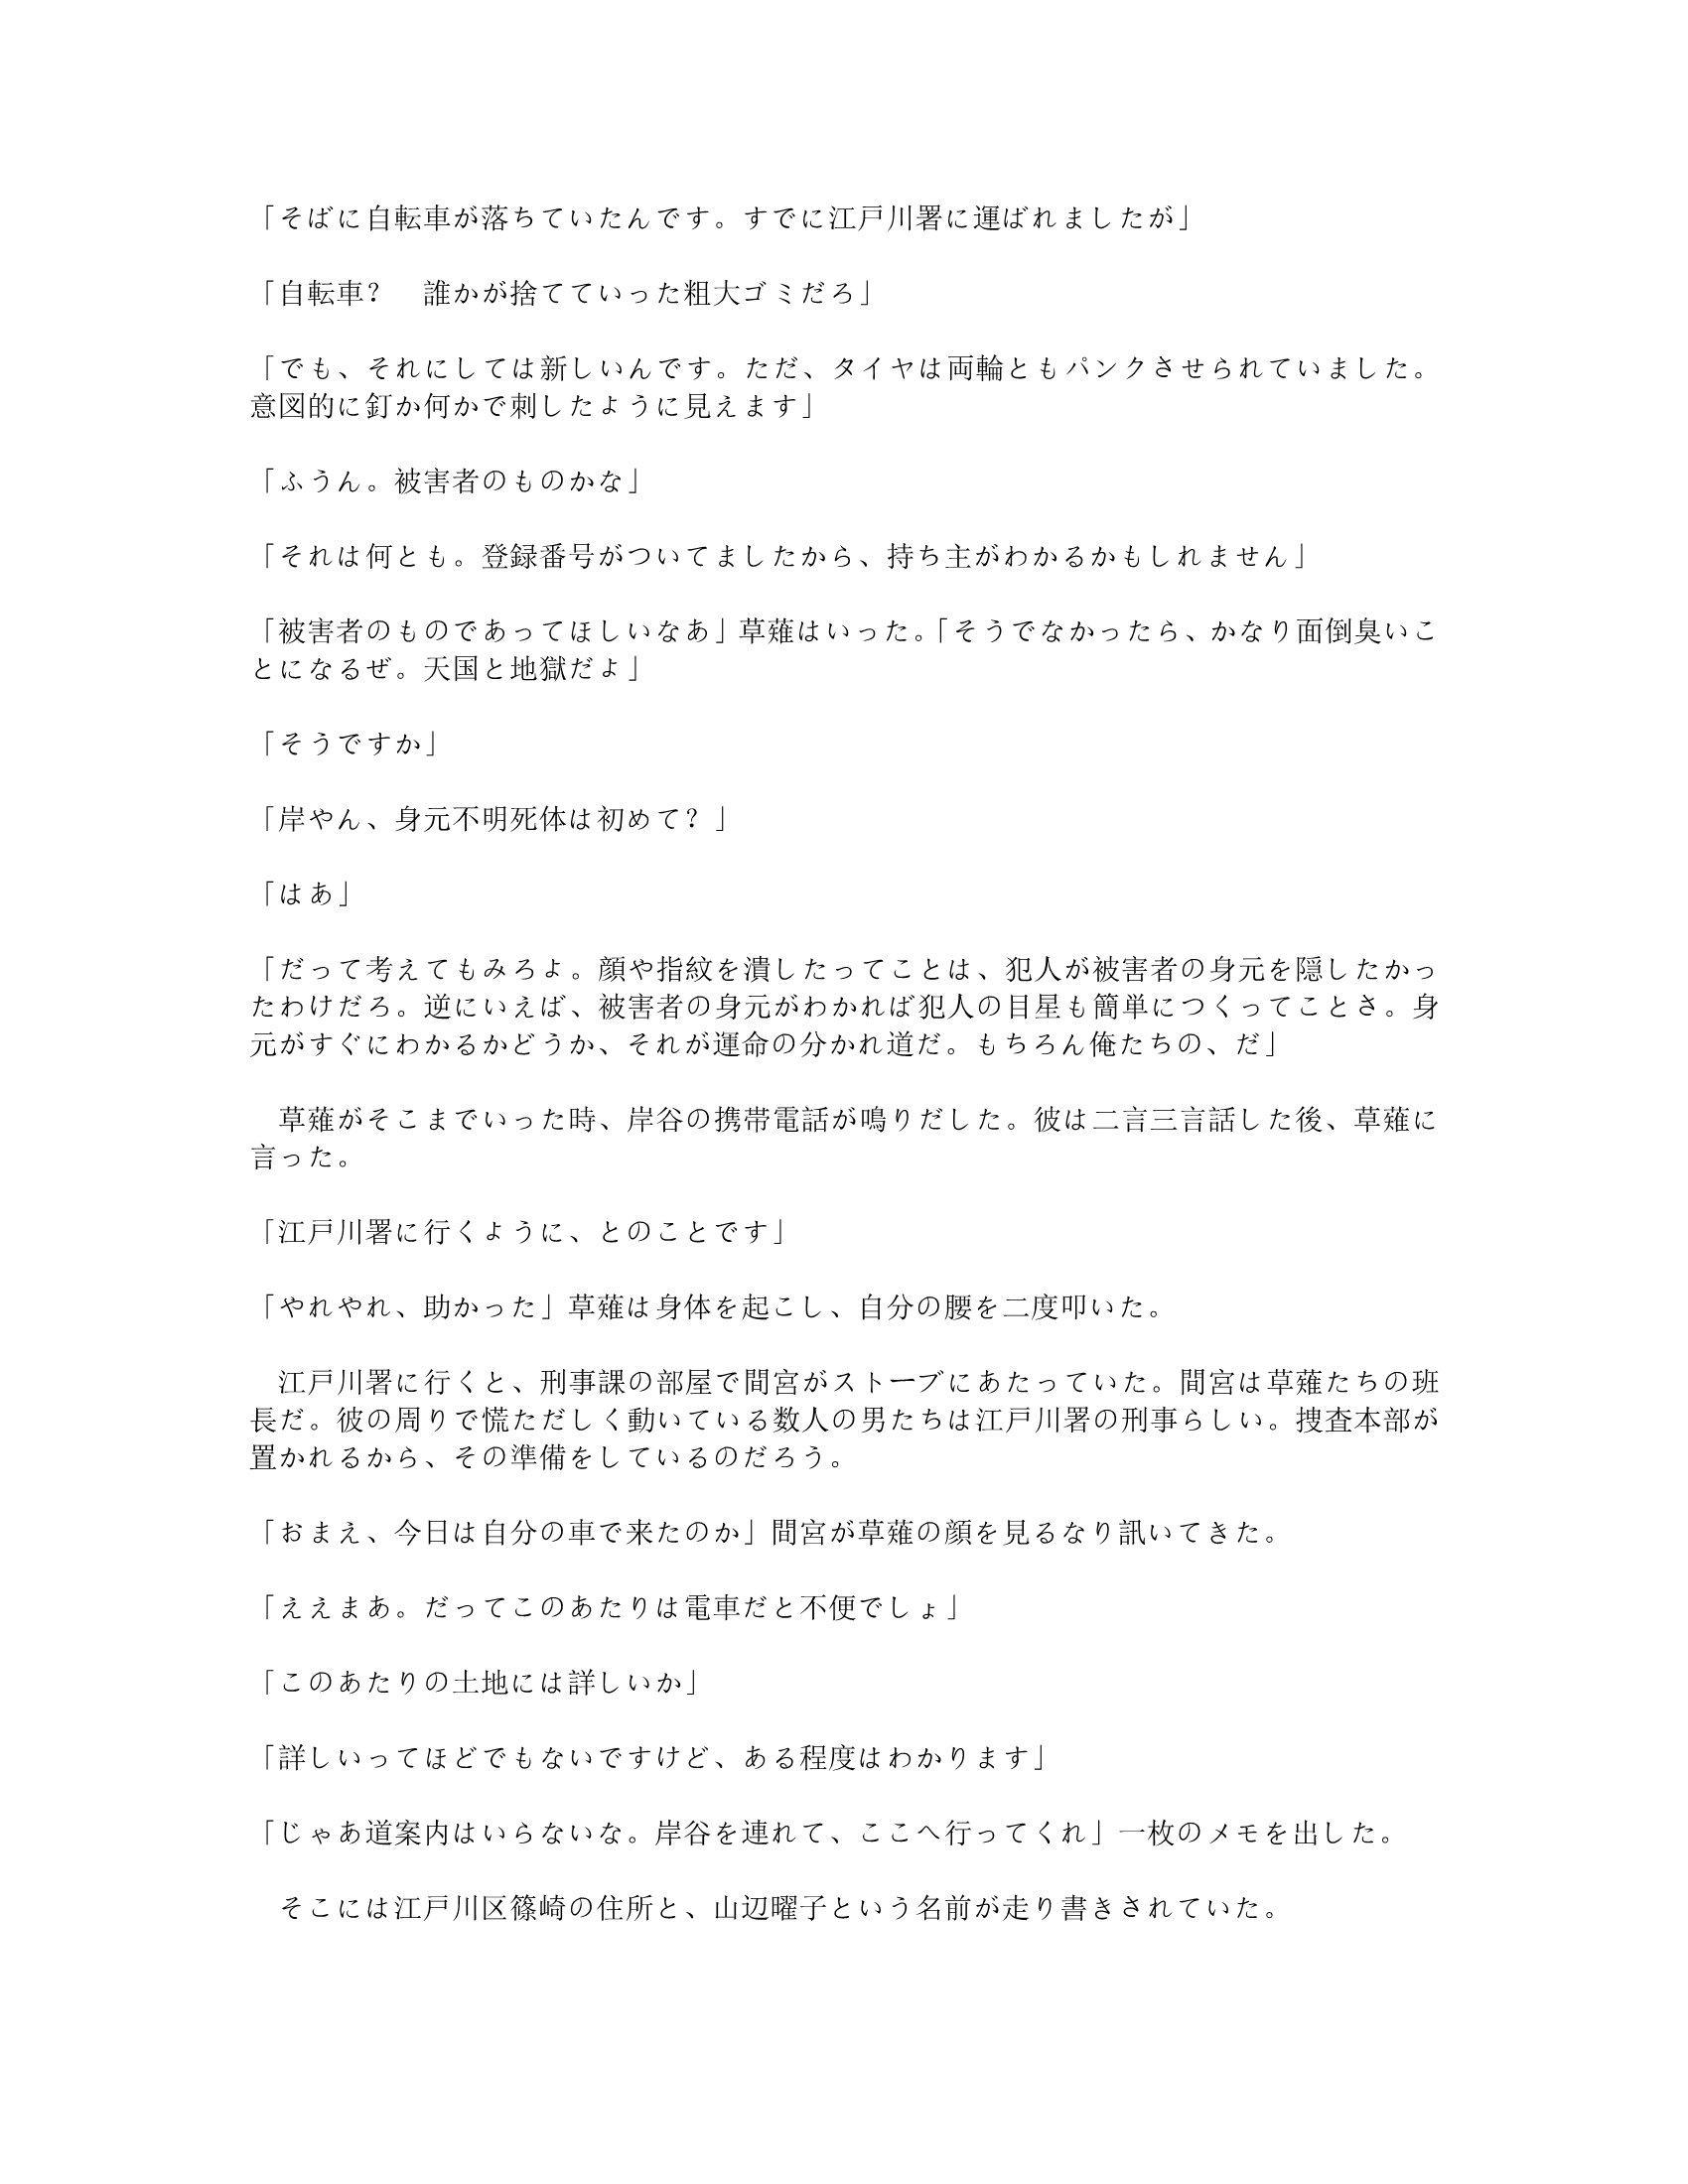 「そばに自転車が落ちていたんです。すでに江戸川署に運ばれましたが」
「自転車？　誰かが捨てていった粗大ゴミだろ」
「でも、それにしては新しいんです。ただ、タイヤは両輪ともパンクさせられていました。
意図的に釘か何かで刺したように見えます」
「ふうん。被害者のものかな」
「それは何とも。登録番号がついてましたから、持ち主がわかるかもしれません」
「被害者のものであってほしいなあ」草薙はいった。「そうでなかったら、かなり面倒臭いこ
とになるぜ。天国と地獄だよ」
「そうですか」
「岸やん、身元不明死体は初めて？」
「はあ」
「だって考えてもみろよ。顔や指紋を潰したってことは、犯人が被害者の身元を隠したかっ
たわけだろ。逆にいえば、被害者の身元がわかれば犯人の目星も簡単につくってことさ。身
元がすぐにわかるかどうか、それが運命の分かれ道だ。もちろん俺たちの、だ」
　草薙がそこまでいった時、岸谷の携帯電話が鳴りだした。彼は二言三言話した後、草薙に
言った。
「江戸川署に行くように、とのことです」
「やれやれ、助かった」草薙は身体を起こし、自分の腰を二度叩いた。
　江戸川署に行くと、刑事課の部屋で間宮がストーブにあたっていた。間宮は草薙たちの班
長だ。彼の周りで慌ただしく動いている数人の男たちは江戸川署の刑事らしい。捜査本部が
置かれるから、その準備をしているのだろう。
「おまえ、今日は自分の車で来たのか」間宮が草薙の顔を見るなり訊いてきた。
「ええまあ。だってこのあたりは電車だと不便でしょ」
「このあたりの土地には詳しいか」
「詳しいってほどでもないですけど、ある程度はわかります」
「じゃあ道案内はいらないな。岸谷を連れて、ここへ行ってくれ」一枚のメモを出した。
　そこには江戸川区篠崎の住所と、山辺曜子という名前が走り書きされていた。